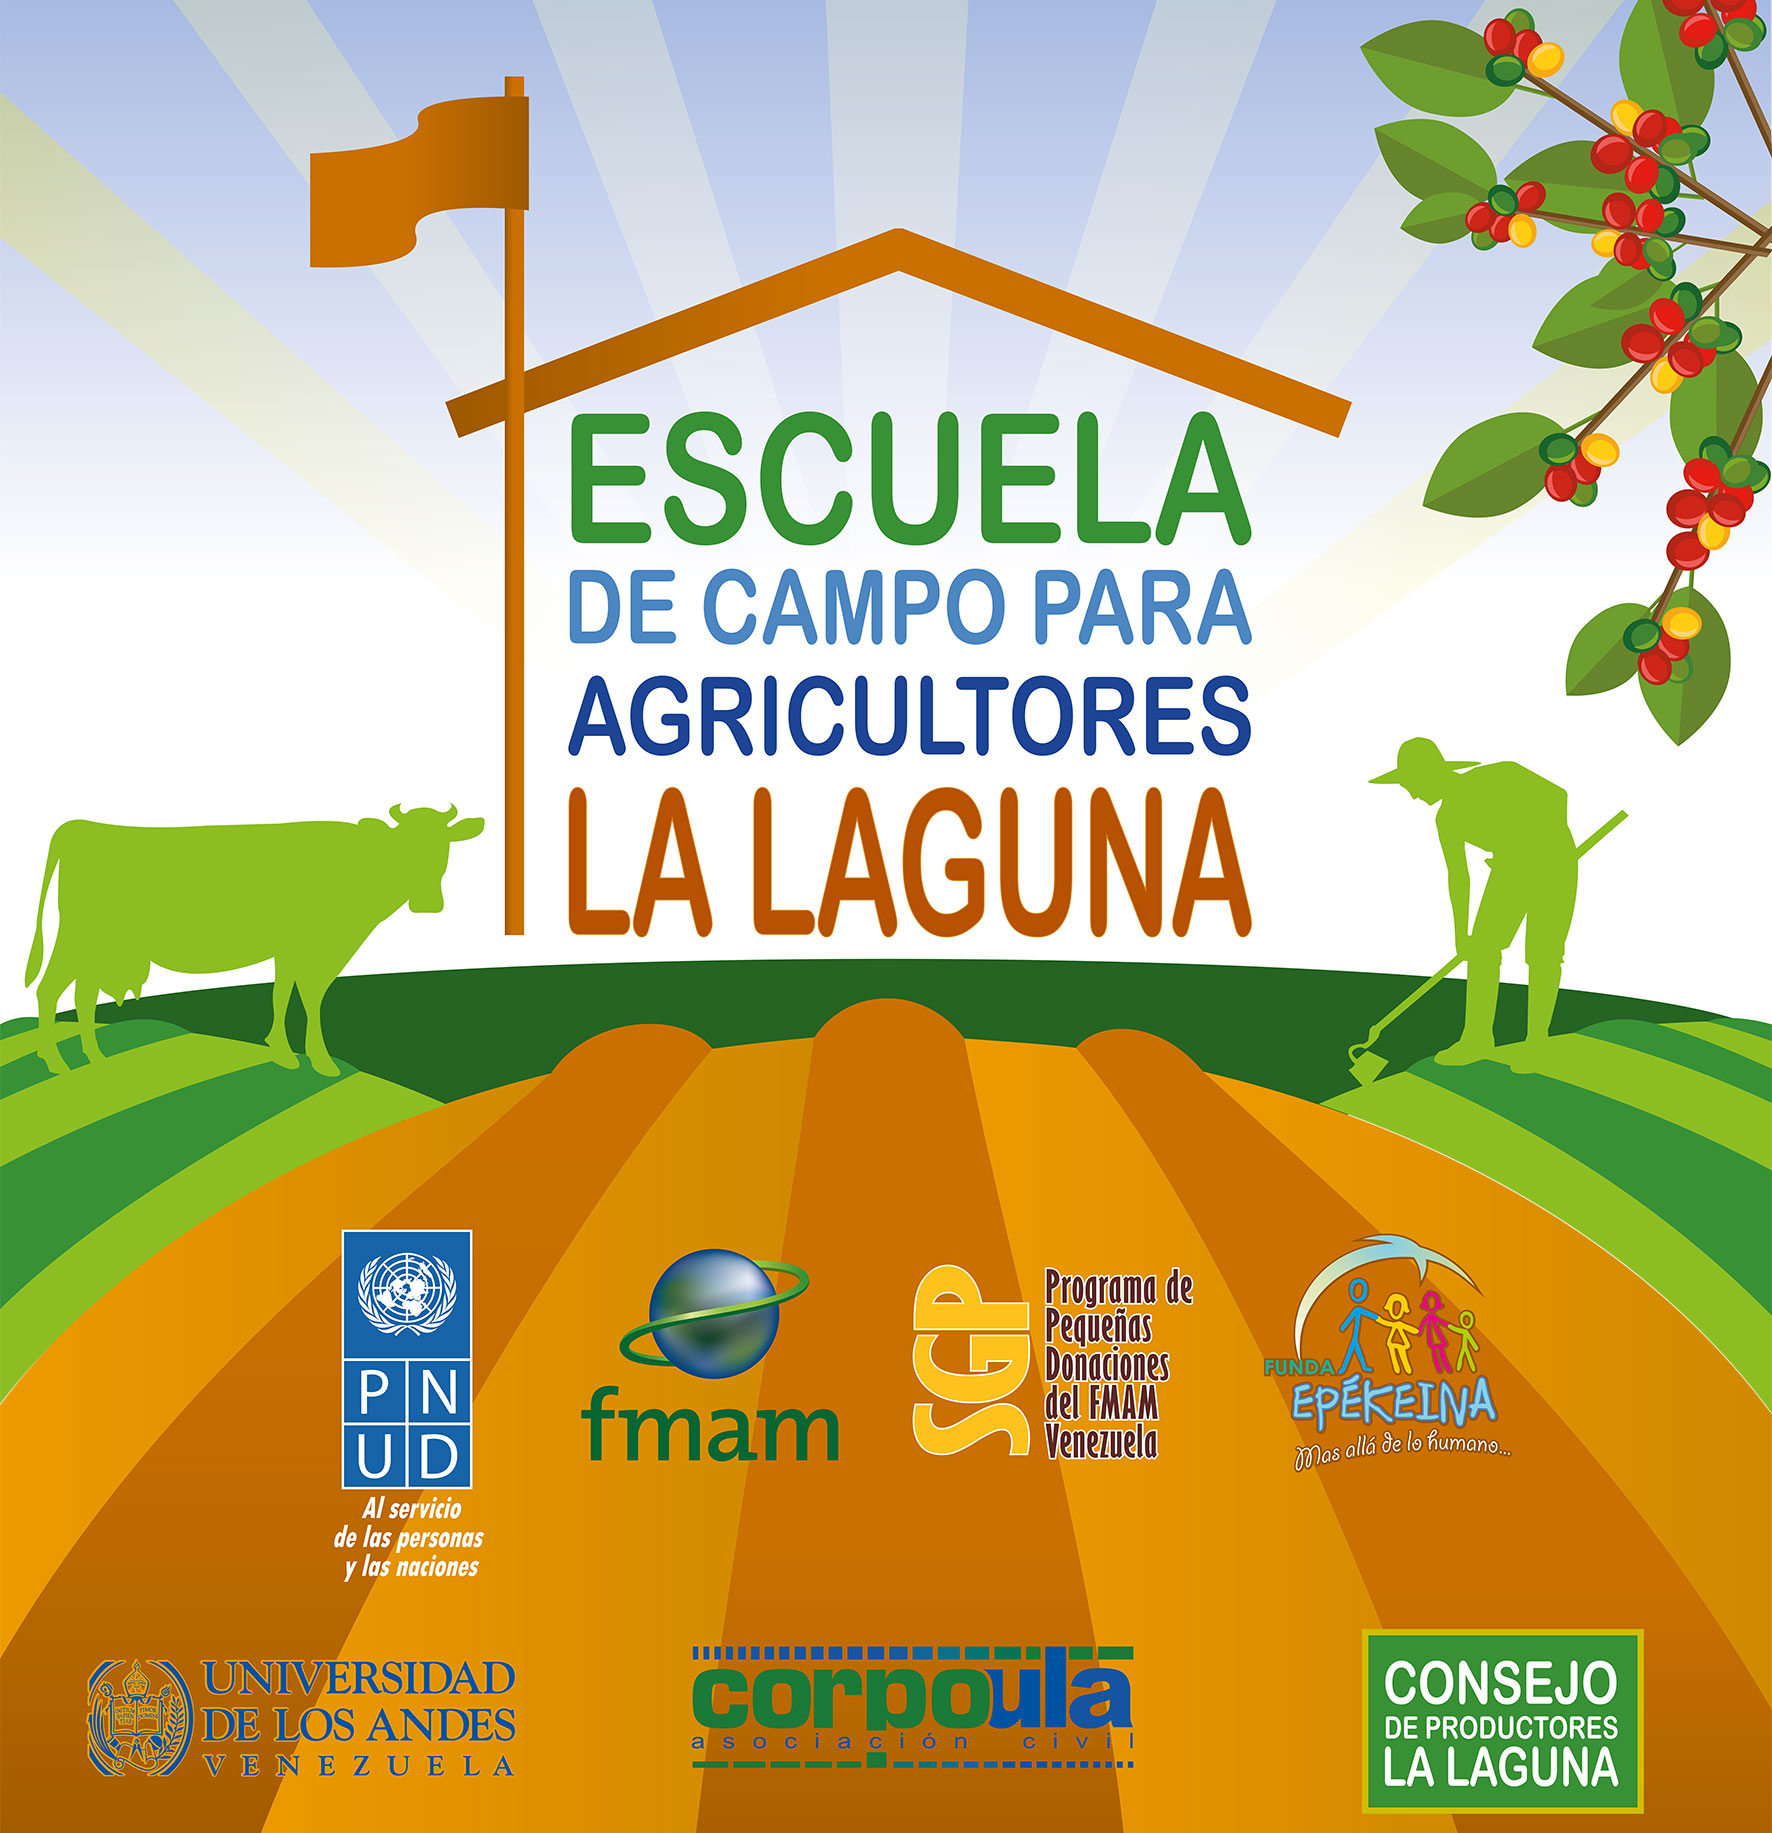 ESCUELA
DE CAMPO PARA
AGRICULTORES
LA LAGUNA
P N
U D
Al servicio
de las personas
y las naciones
fmam
SGP
Programa de
Pequeñas
Donaciones
del FMAM
Venezuela
FUNDA
EPÉKEINA
Mas allá de lo humano...
UNIVERSIDAD
DE LOS ANDES
VENEZUELA
corpoula
asociación civil
CONSEJO
DE PRODUCTORES
LA LAGUNA